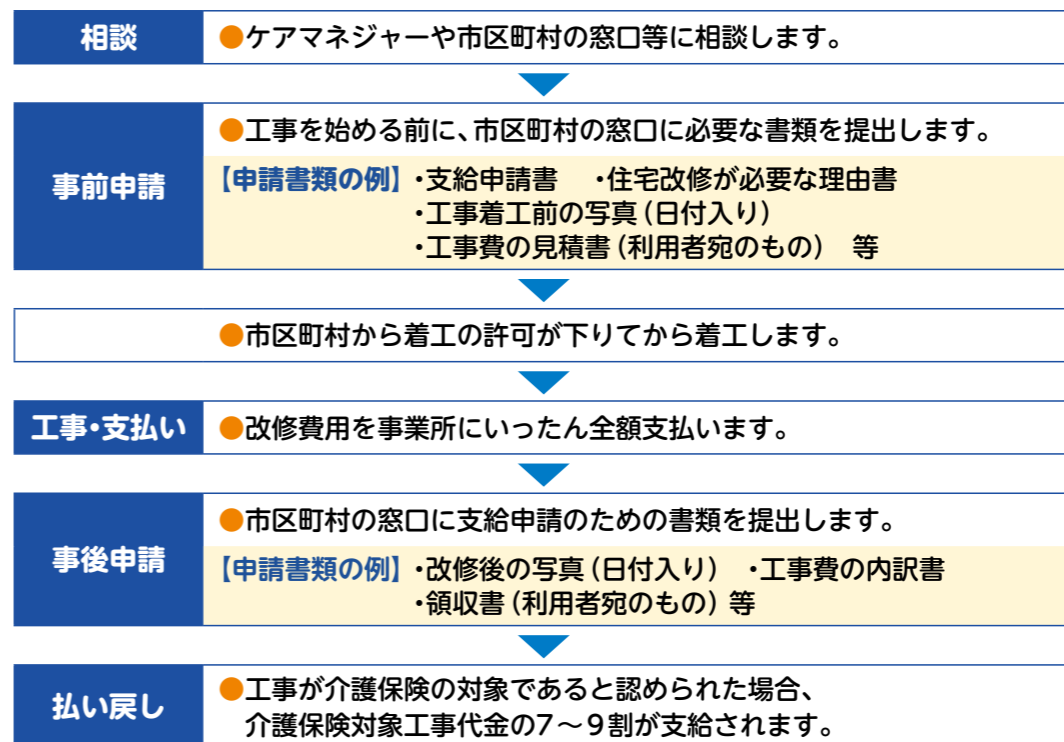 相談
●ケアマネジャーや市区町村の窓口等に相談します。
事前申請
●工事を始める前に、市区町村の窓口に必要な書類を提出します。
【申請書類の例】・支給申請書　・住宅改修が必要な理由書
・工事着工前の写真(日付入り)
・工事費の見積書(利用者宛のもの)　等
●市区町村から着工の許可が下りてから着工します。
工事・支払い
●改修費用を事業所にいったん全額支払います。
事後申請
●市区町村の窓口に支給申請のための書類を提出します。
【申請書類の例】・改修後の写真(日付入り)　・工事費の内訳書
・領収書(利用者宛のもの) 等
払い戻し
●工事が介護保険の対象であると認められた場合、
介護保険対象工事代金の7～9割が支給されます。